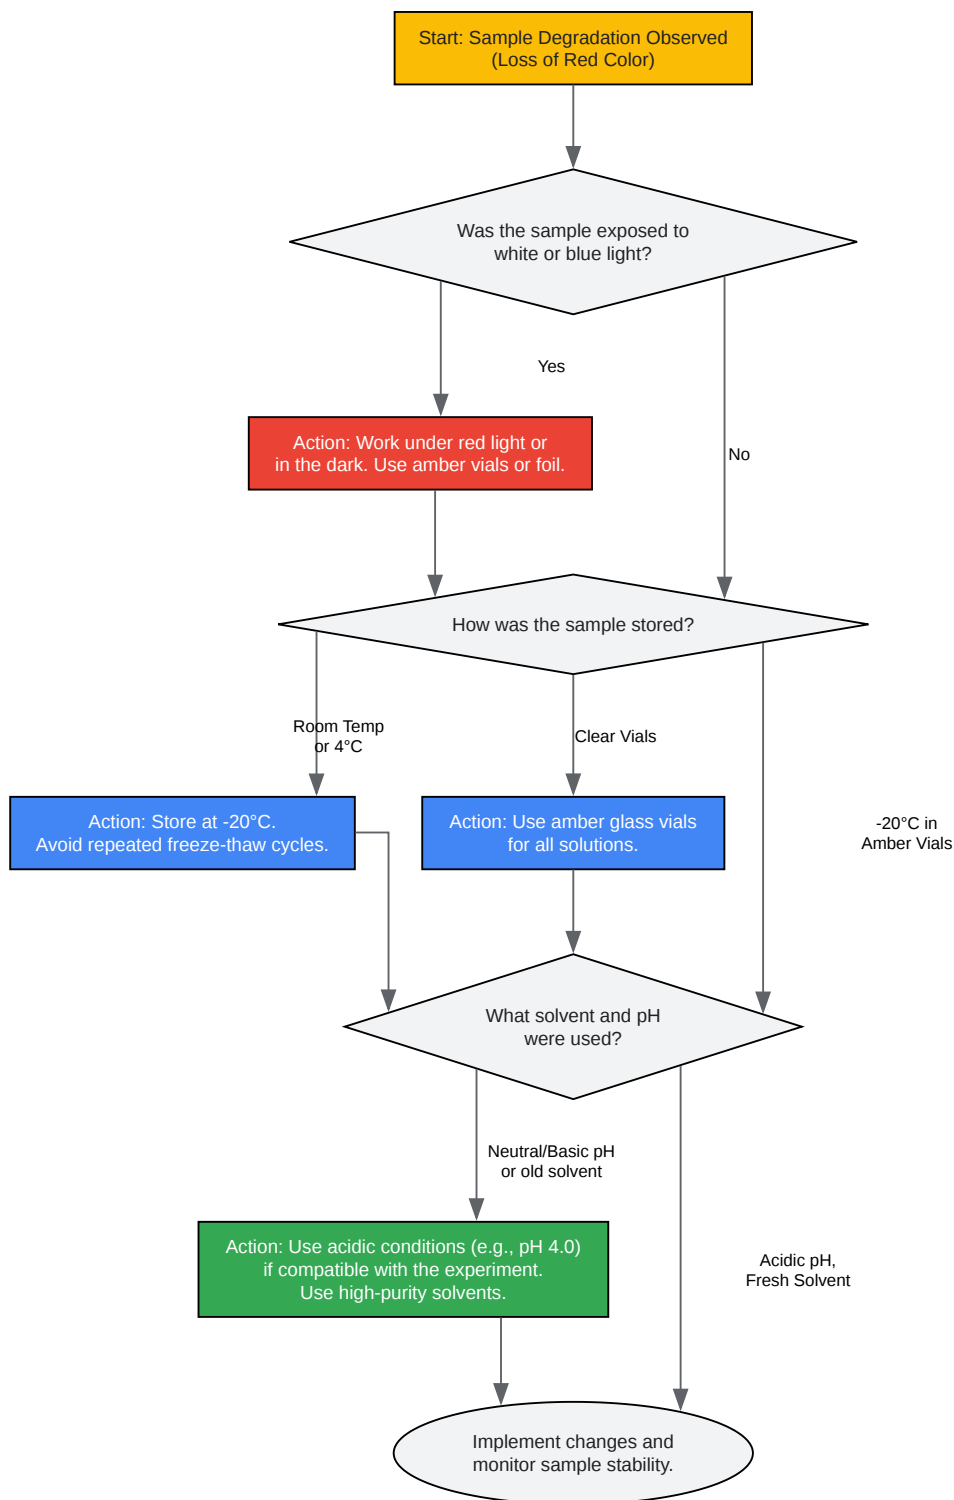 Start: Sample Degradation Observed
(Loss of Red Color)
Was the sample exposed to
white or blue light?
Yes
Action: Work under red light or
in the dark. Use amber vials or foil.
No
How was the sample stored?
Room Temp
or 4°C
Clear Vials
Action: Store at -20°C.
Avoid repeated freeze-thaw cycles.
Action: Use amber glass vials
for all solutions.
-20°C in
Amber Vials
What solvent and pH
were used?
Neutral/Basic pH
or old solvent
Action: Use acidic conditions (e.g., pH 4.0)
if compatible with the experiment.
Use high-purity solvents.
Acidic pH,
Fresh Solvent
Implement changes and
monitor sample stability.